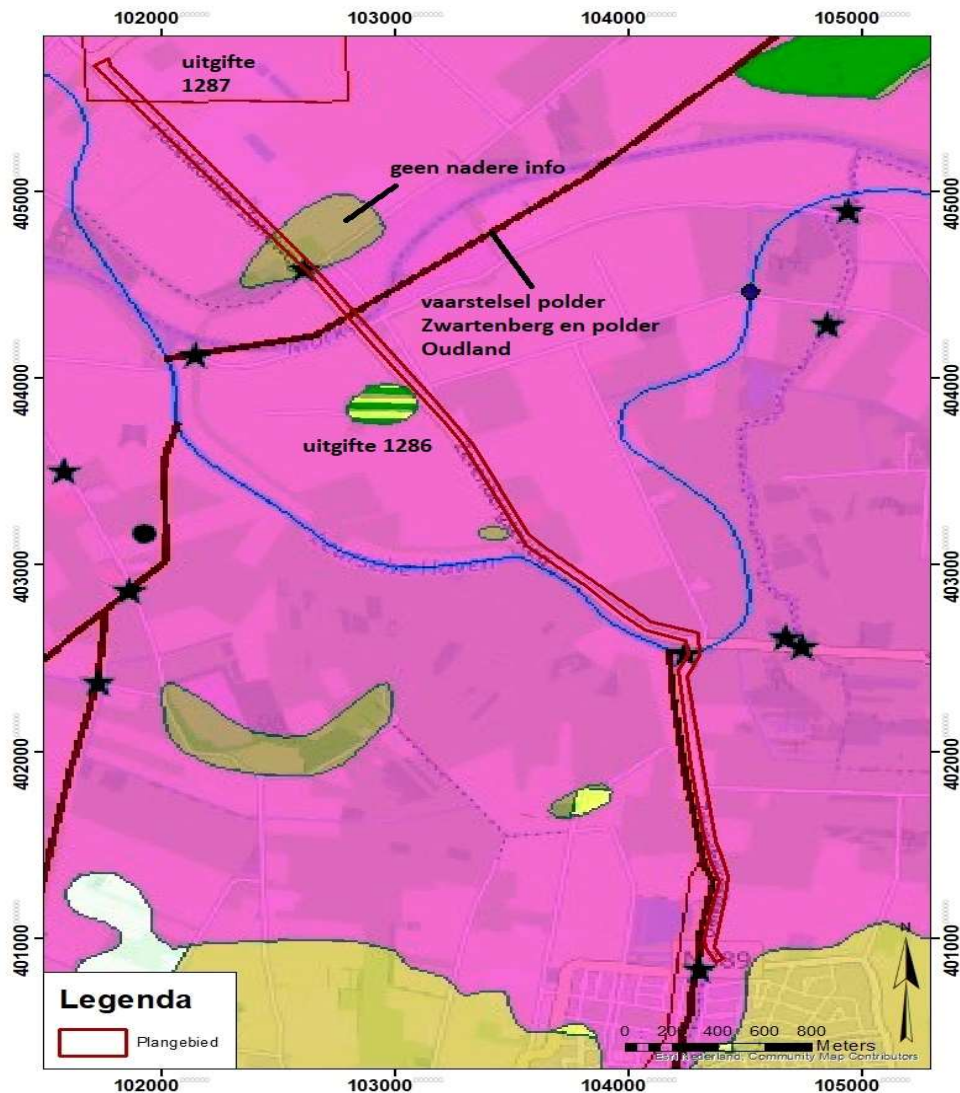 102000
103000
104000
105000
uitgifte
1287
geen nadere info
vaarstelsel polder
Zwartenberg en polder
Oudland
uitgifte 1286
405000
404000
403000
402000
401000
405000
404000
403000
402000
401000
Legenda
Plangebied
N
89
0 200 400 600 800
Meters
Esri Nederland, Community Map Contributors
102000
103000
104000
105000